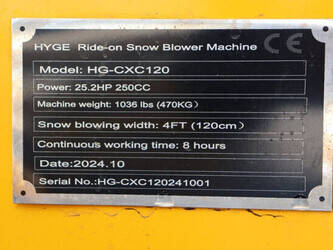 HYGE Ride-on Snow Blower Machine CE
Model: HG-CXC120
Power: 25.2HP 250CC
Machine weight: 1036 lbs (470KG)
Snow blowing width: 4FT (120cm)
Continuous working time: 8 hours
Date:2024.10
Serial No.:HG-CXC120241001